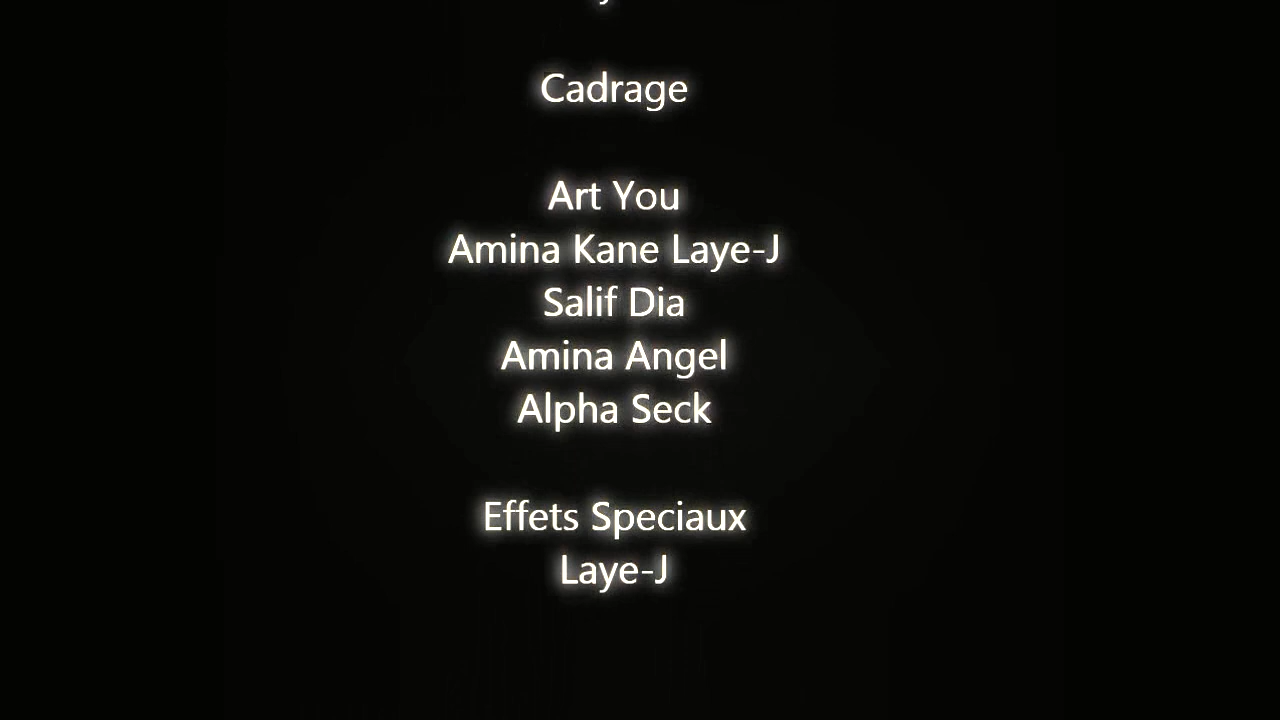 Cadrage
Art You
Amina Kane Laye-J
Salif Dia
Amina Angel
Alpha Seck
Effets Speciaux
Laye-J